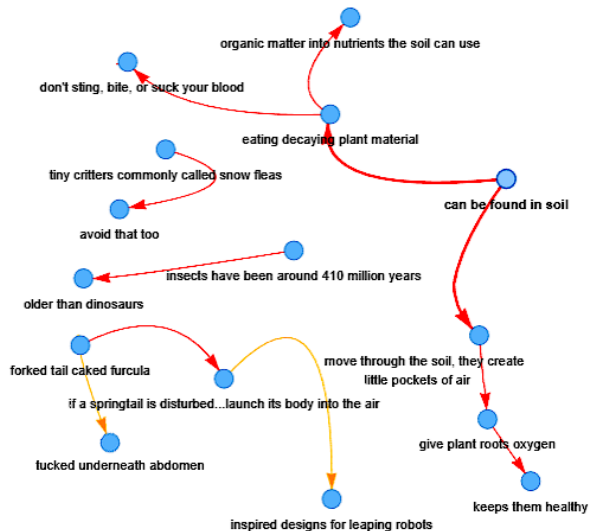 organic matter into nutrients the soil can use
don't sting, bite, or suck your blood
eating decaying plant material
tiny critters commonly called snow fleas
can be found in soil
avoid that too
insects have been around 410 million years
older than dinosaurs
move through the soil, they create
little pockets of air
forked tail caked furcula
if a springtail is disturbed...launch its body into the air
give plant roots oxygen
tucked underneath abdomen
keeps them healthy
inspired designs for leaping robots